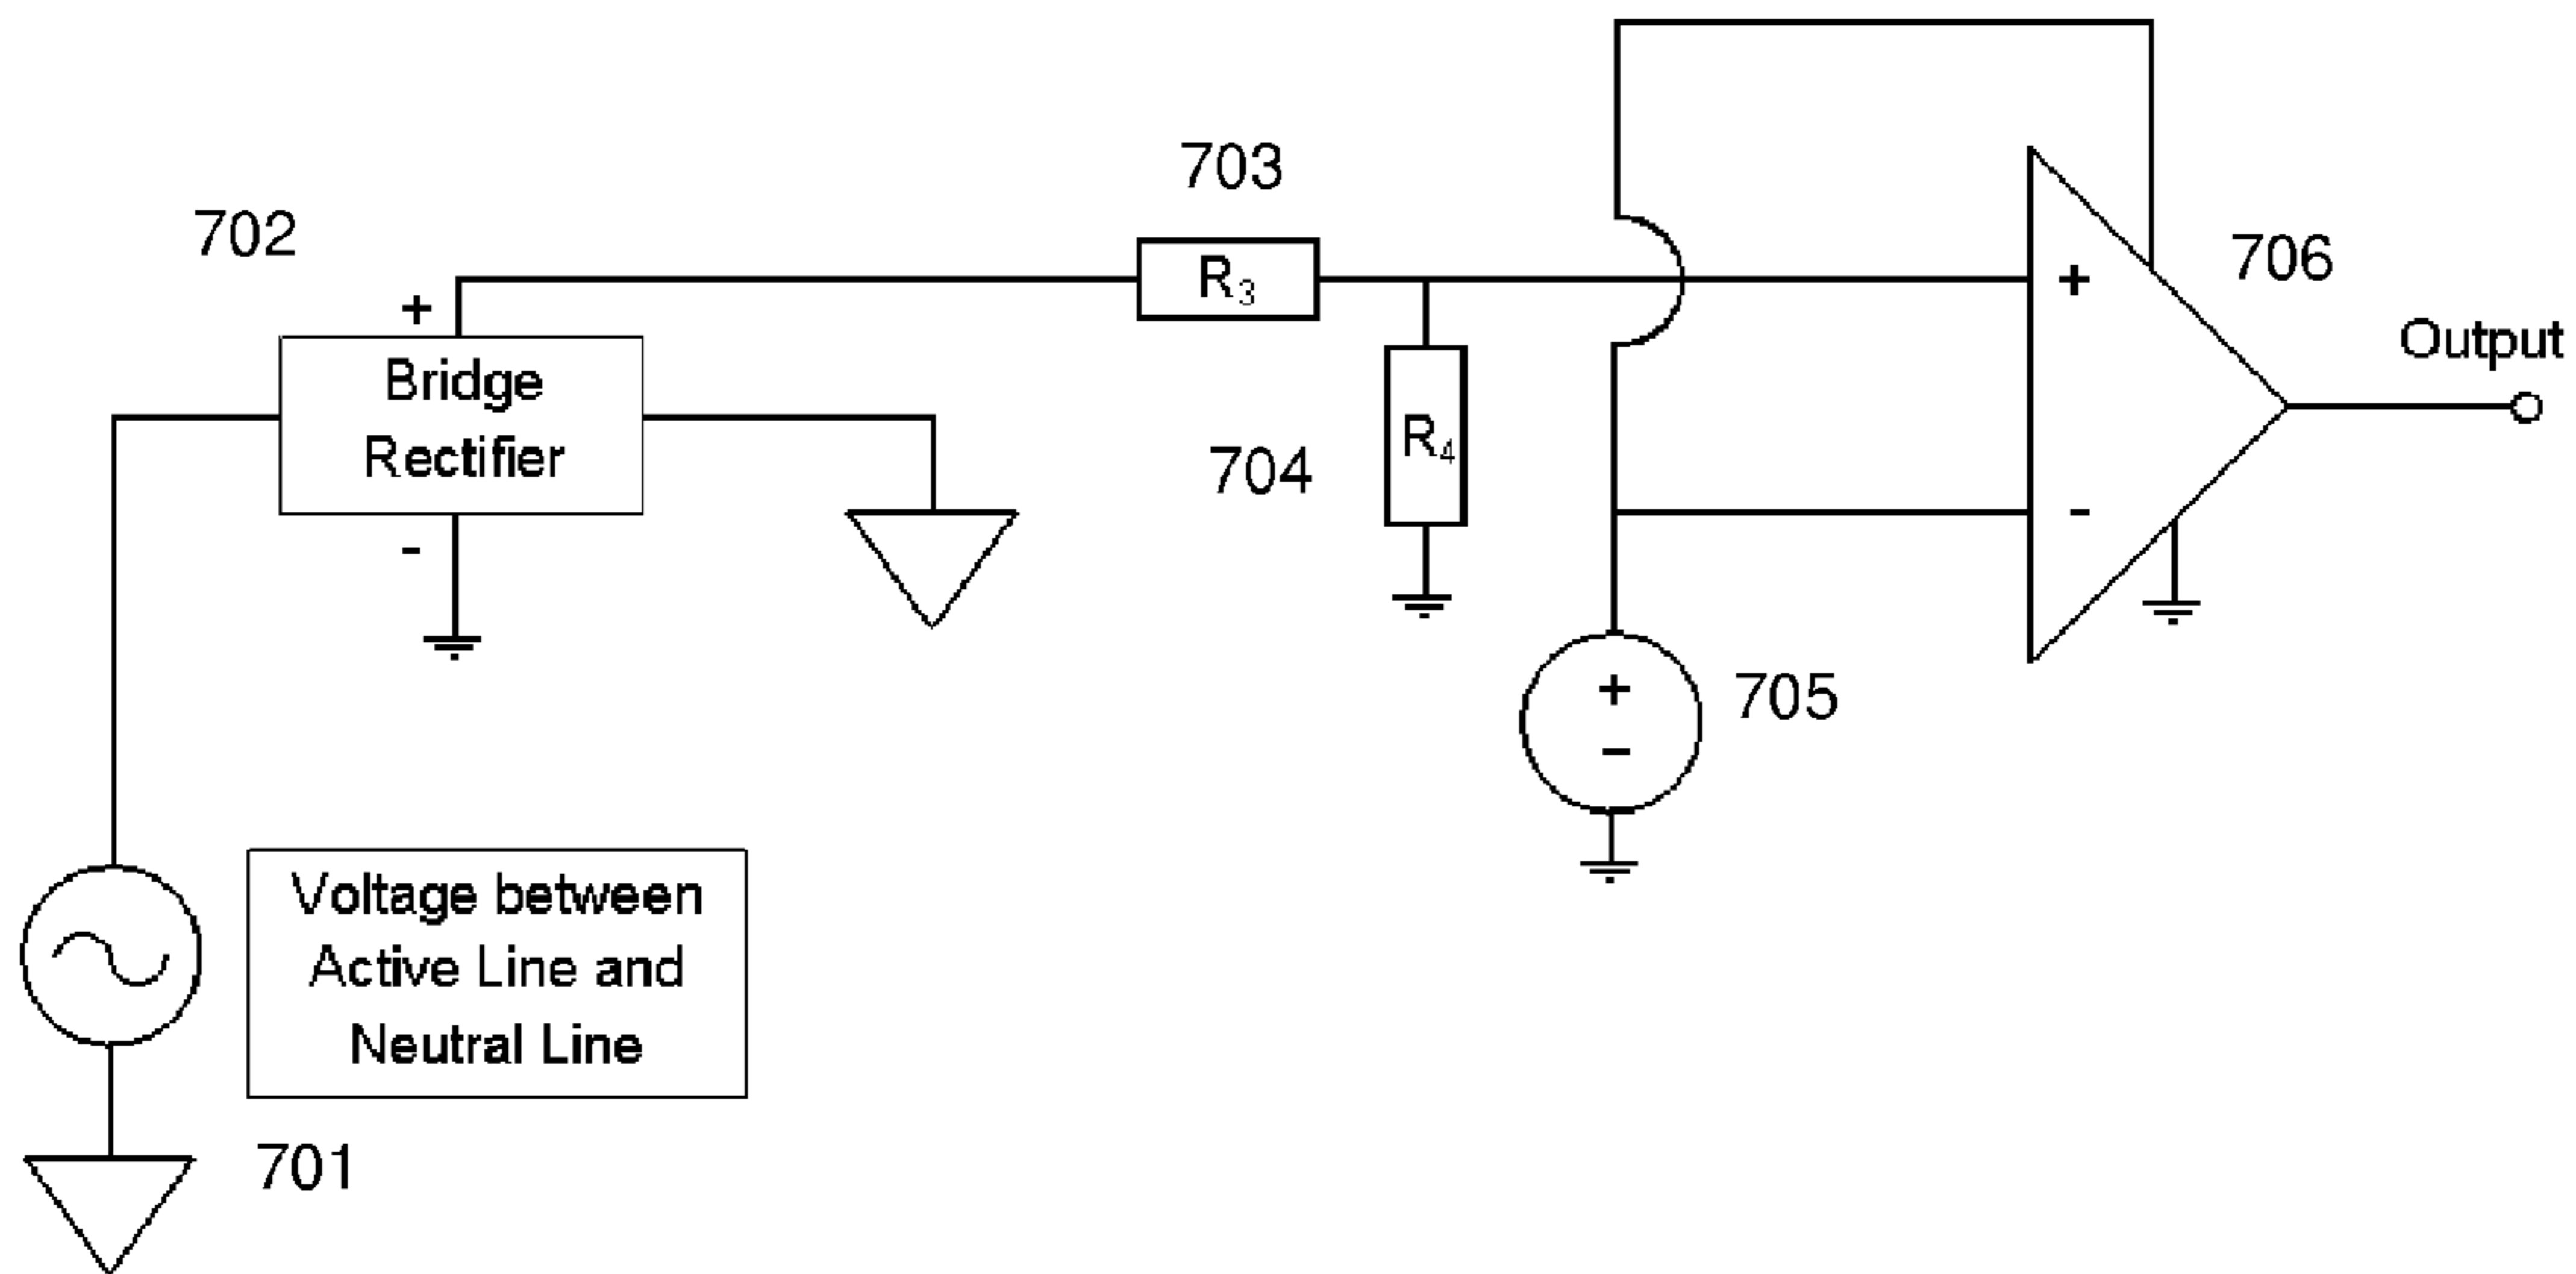 703
702
706
+
R3
+
Output
Bridge
Rectifier
R4
704
-
-
+
-
705
Voltage between
Active Line and
Neutral Line
701